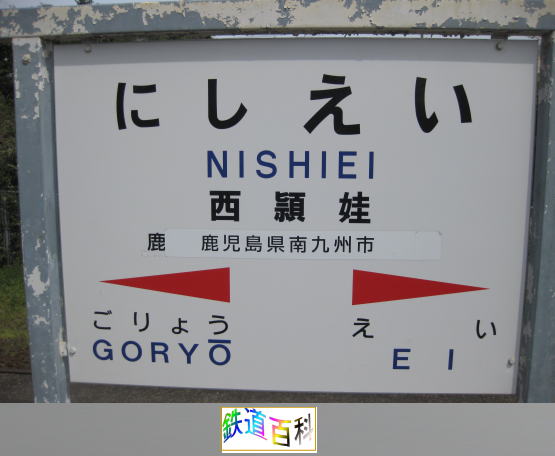 にしえい
NISHIEI
西頴娃
鹿 鹿児島県南九州市
ごりょう えい
GORYŌ EI
鉄道百科